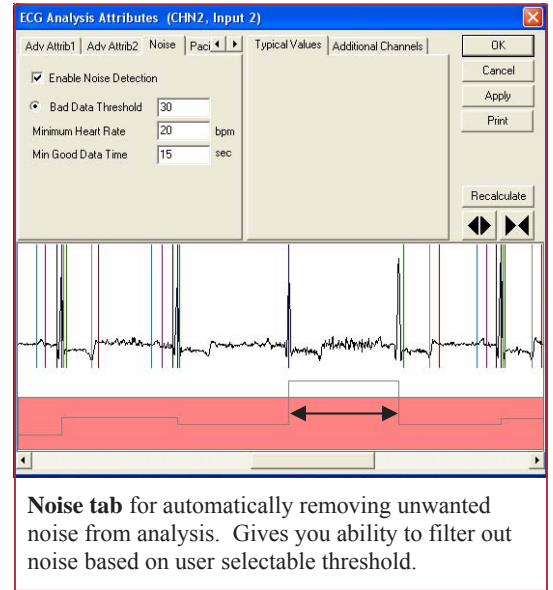 ECG Analysis Attributes (CHN2, Input 2)
Adv Attrib1 Adv Attrib2 Noise Paci
Typical Values Additional Channels
OK
Cancel
Apply
Print
Recalculate
Enable Noise Detection
Bad Data Threshold 30
Minimum Heart Rate 20 bpm
Min Good Data Time 15 sec
Noise tab for automatically removing unwanted
noise from analysis. Gives you ability to filter out
noise based on user selectable threshold.